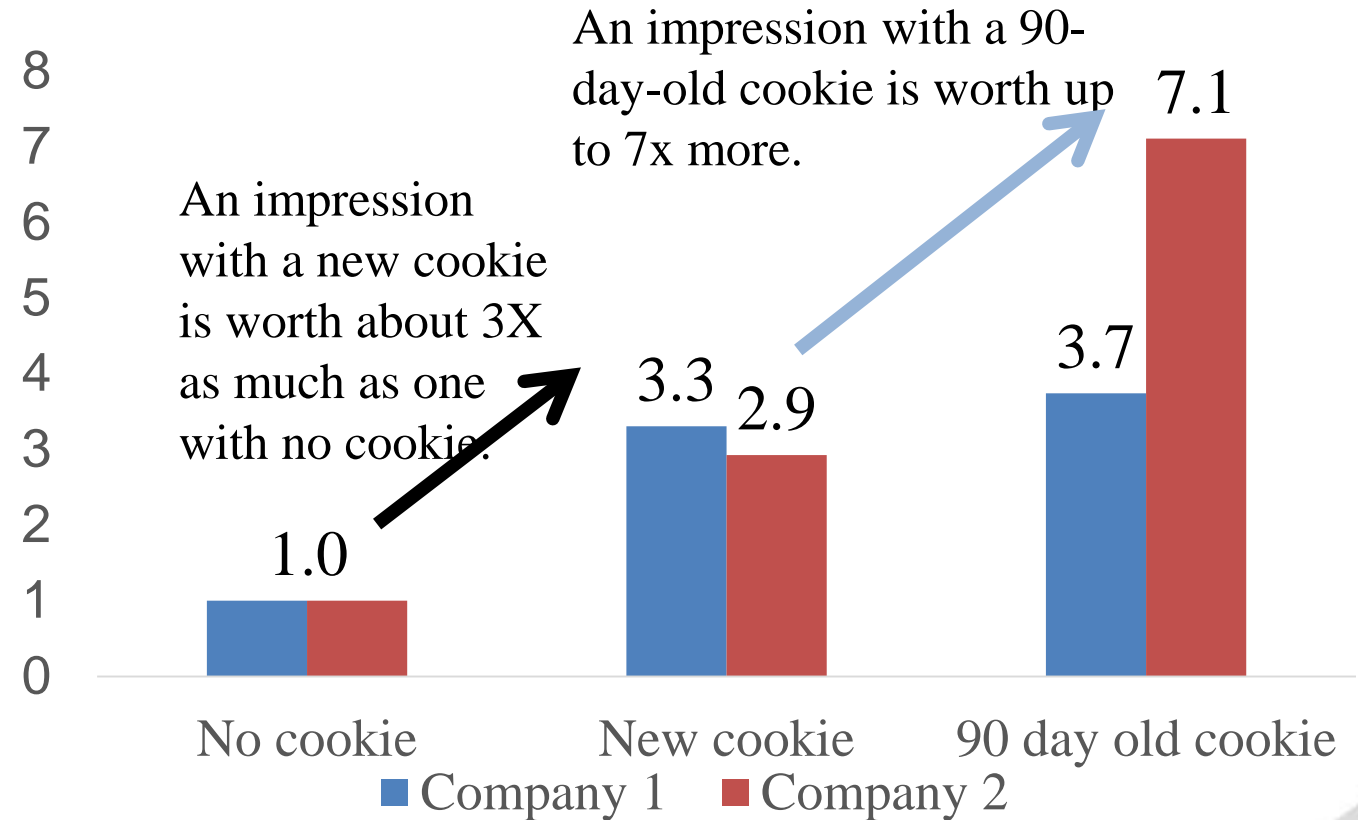 An impression with a 90-
day-old cookie is worth up
to 7x more.
An impression
with a new cookie
is worth about 3X
as much as one
with no cookie.
8
7
6
5
4
3
2
1
0
1.0
3.3
2.9
3.7
7.1
No cookie
New cookie
90 day old cookie
Company 1
Company 2